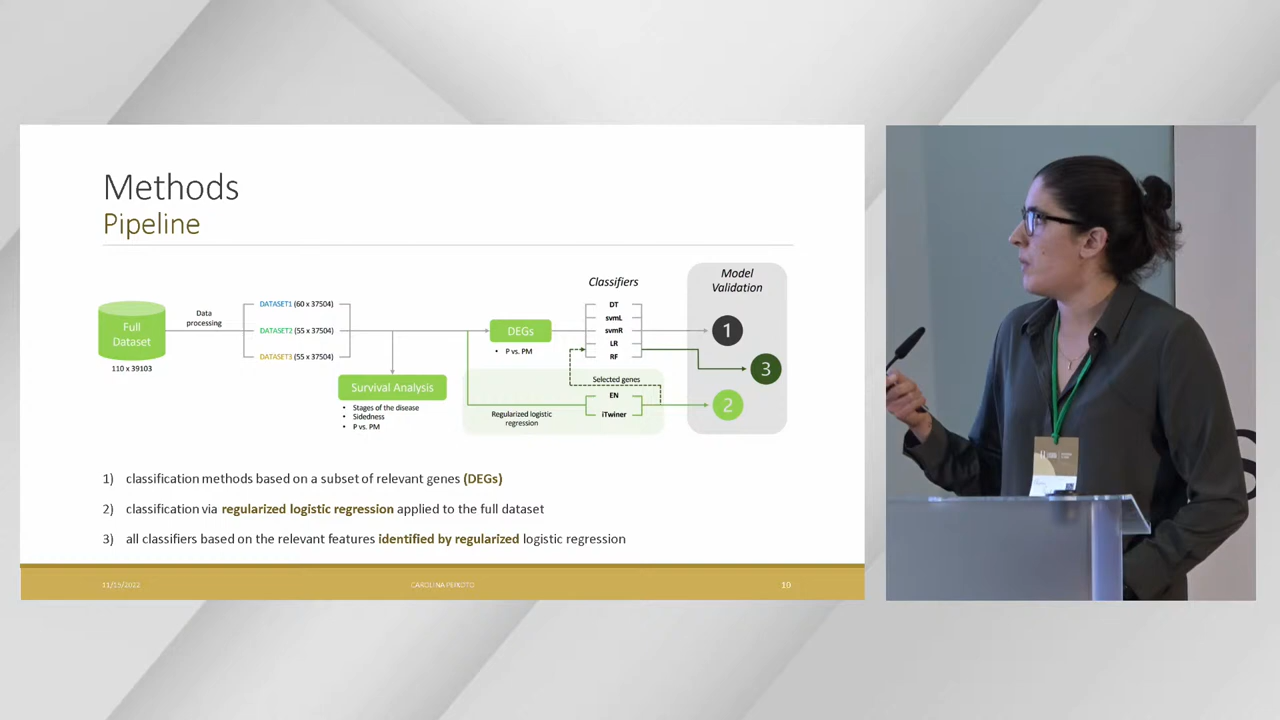 Methods
Pipeline
Full
Dataset
110 x 39103
Data
processing
DATASET1 (60 x 37504)
DATASET2 (55 x 37504)
DATASET3 (55 x 37504)
Survival Analysis
• Stages of the disease
• Sidedness
• P vs. PM
DEGs
• P vs. PM
Classifiers
DT
svmL
svmR
LR
RF
Selected genes
Regularized logistic
regression
EN
iTwiner
Model
Validation
1
3
2
1) classification methods based on a subset of relevant genes (DEGs)
2) classification via regularized logistic regression applied to the full dataset
3) all classifiers based on the relevant features identified by regularized logistic regression
11/15/2022
CAROLINA PEIXOTO
10